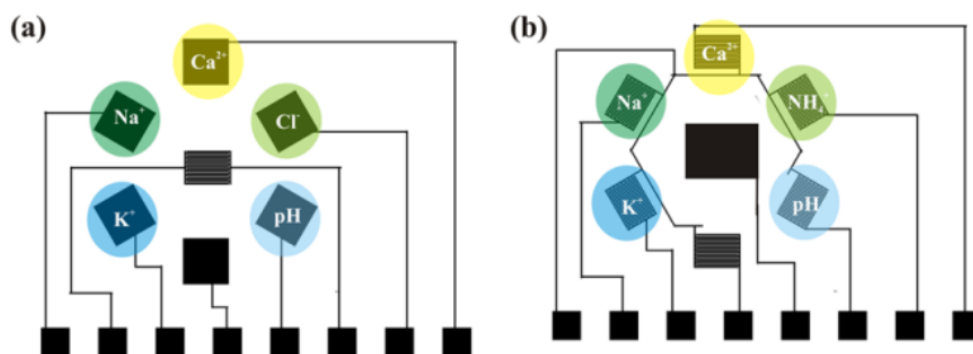 (a)
Ca²⁺
Na⁺
Cl⁻
K⁺
pH
(b)
Ca²⁺
Na⁺
NH₄⁺
K⁺
pH